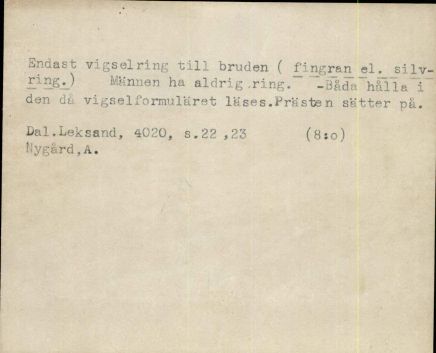 Endast vigselring till bruden ( fingran el. silv-
ring.) Männen ha aldrig ring. -Båda hålla i
den då vigselformuläret läses.Prästen sätter på.
Dal.Leksand, 4020, s.22 ,23 (8:o)
Nygård,A.